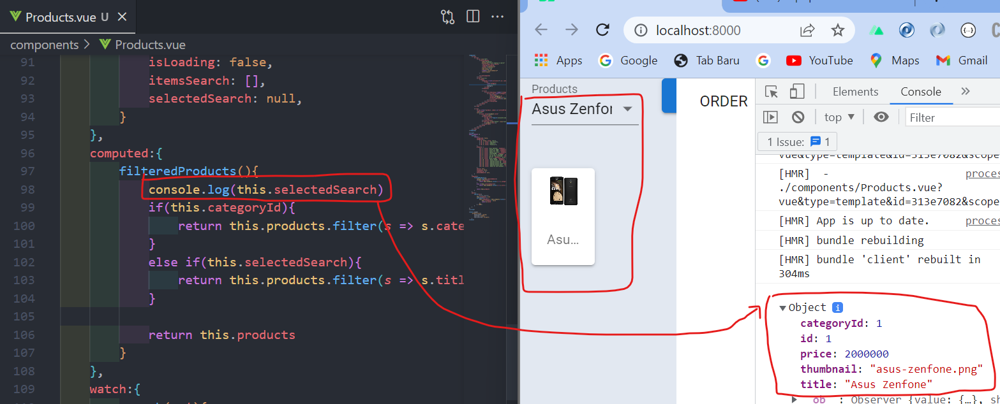 Products.vue U
components > Products.vue
91 isLoading: false,
92 itemsSearch: [],
93 selectedSearch: null,
94 }
95 },
96 computed:{
97 filteredProducts(){
98 console.log(this.selectedSearch)
99 if(this.categoryId){
100 return this.products.filter(s => s.cate
101 }
102 else if(this.selectedSearch){
103 return this.products.filter(s => s.titl
104 }
105
106 return this.products
107 }
108 },
109 watch:{
localhost:8000
Apps Google Tab Baru YouTube Maps Gmail
Products
Asus Zenfor
Asu...
ORDER
Elements Console
top Filter
1 Issue: 1
vue&type=template&id=313e7082&scope
[HMR] - proces
./components/Products.vue?
vue&type=template&id=313e7082&scope
[HMR] App is up to date. proces
[HMR] bundle rebuilding
[HMR] bundle 'client' rebuilt in
304ms
Object i
categoryId: 1
id: 1
price: 2000000
thumbnail: "asus-zenfone.png"
title: "Asus Zenfone"
ob : Observer {value: {…}, sh